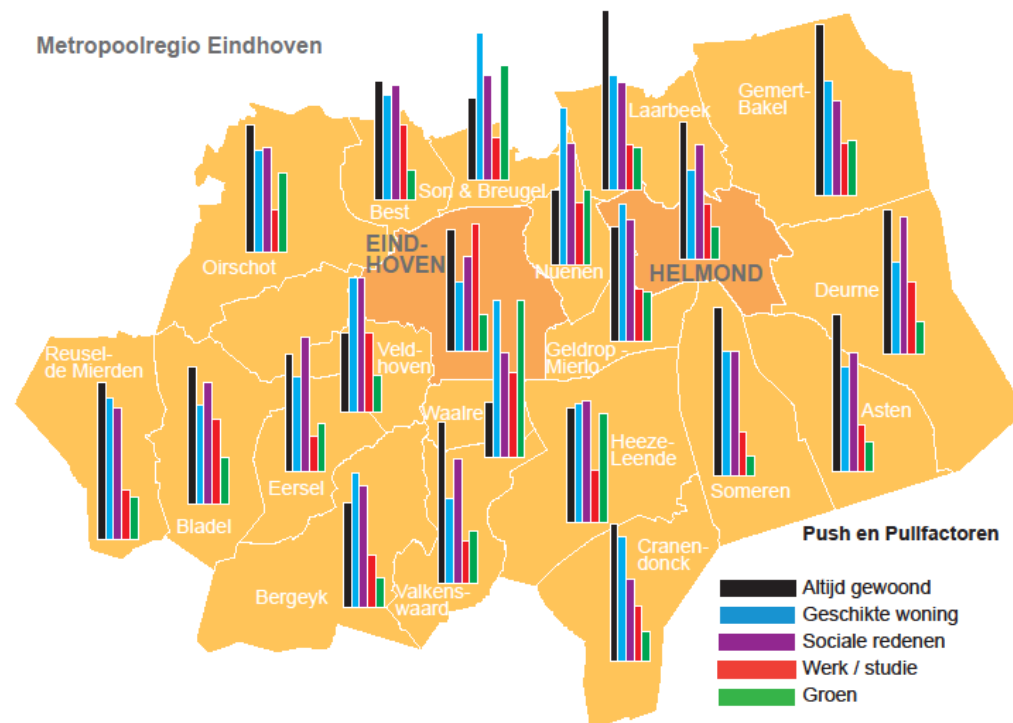 Metropoolregio Eindhoven
Gemert-
Bakel
Laarbeek
Son & Breugel
Best
EIND-
HOVEN
Oirschot
Nuenen
HELMOND
Deurne
Reusel-
de Mierden
Veld-
hoven
Geldrop -
Mierlo
Waalre
Asten
Heeze-
Leende
Eersel
Someren
Bladel
Cranen-
donck
Bergeyk
Valkens-
waard
Push en Pullfactoren
Altijd gewoond
Geschikte woning
Sociale redenen
Werk / studie
Groen